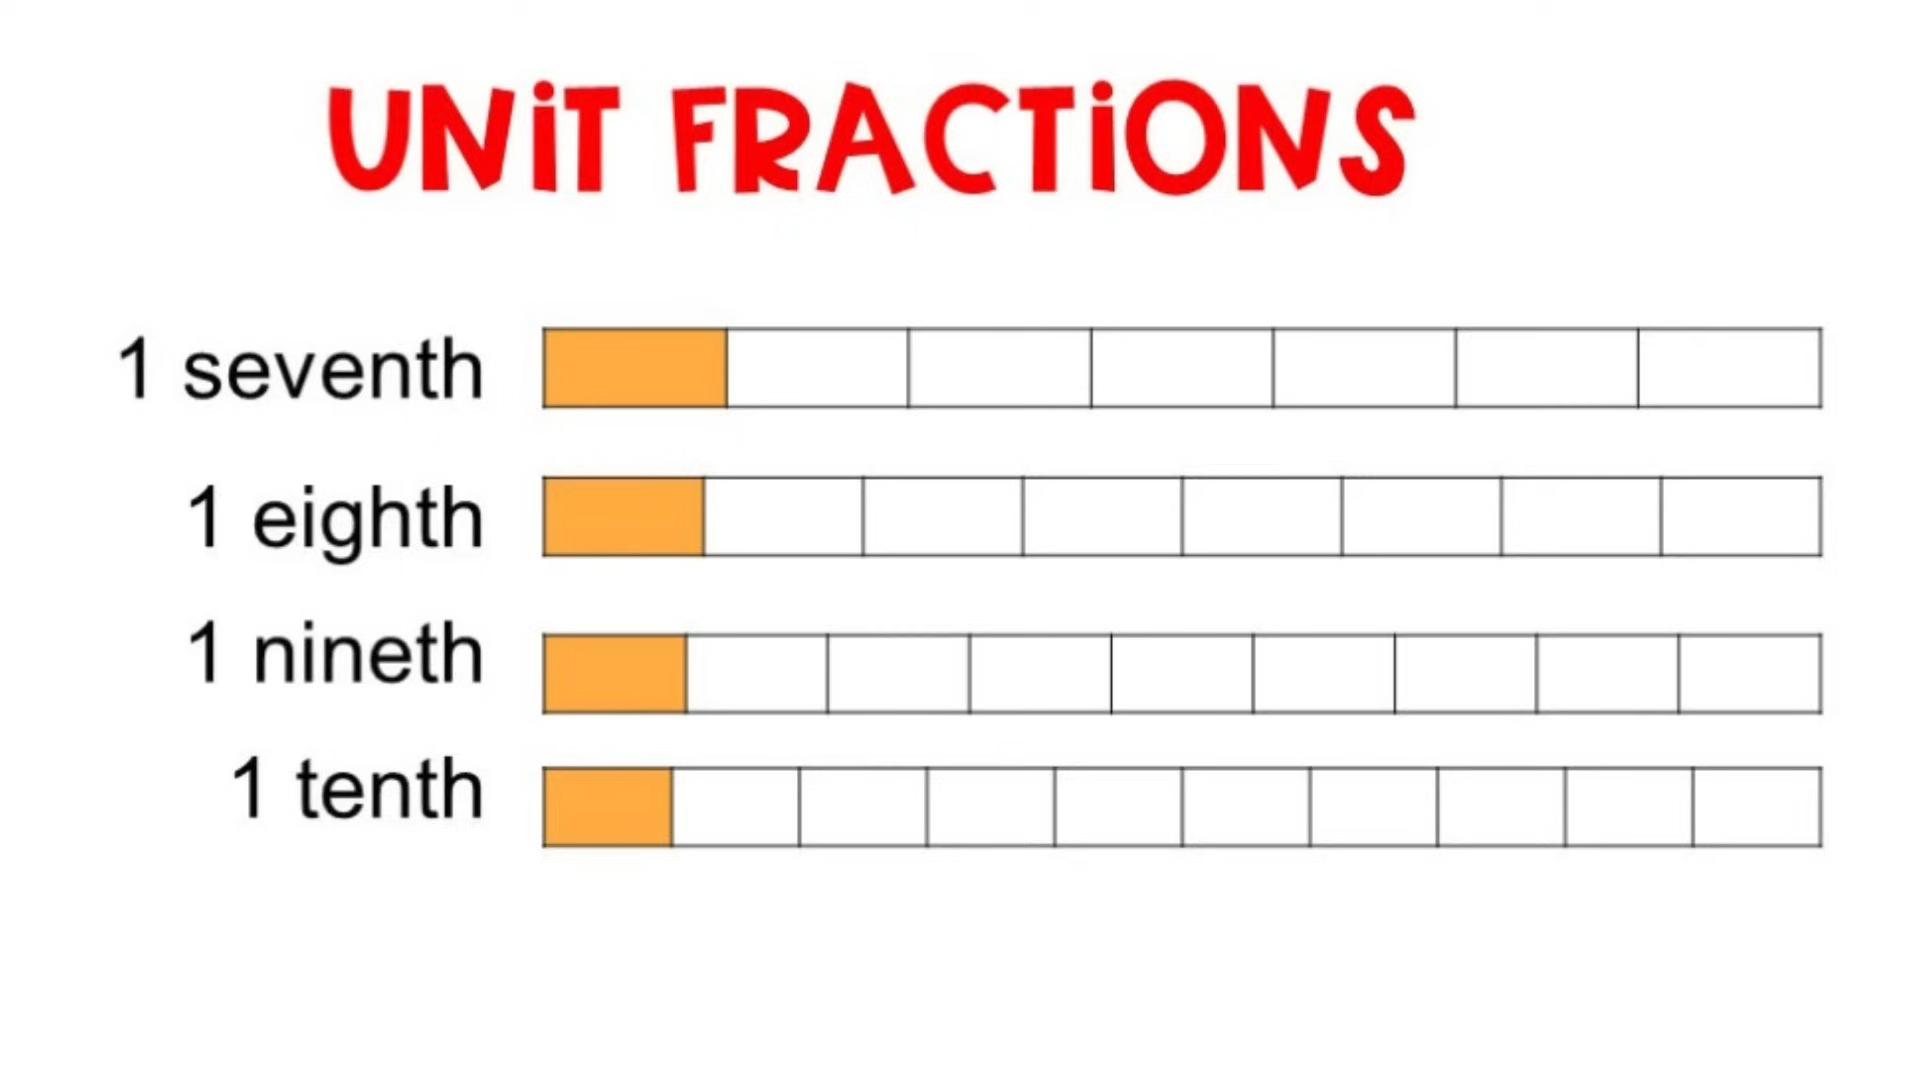 UNiT FRACTiONS
1 seventh
1 eighth
1 nineth
1 tenth